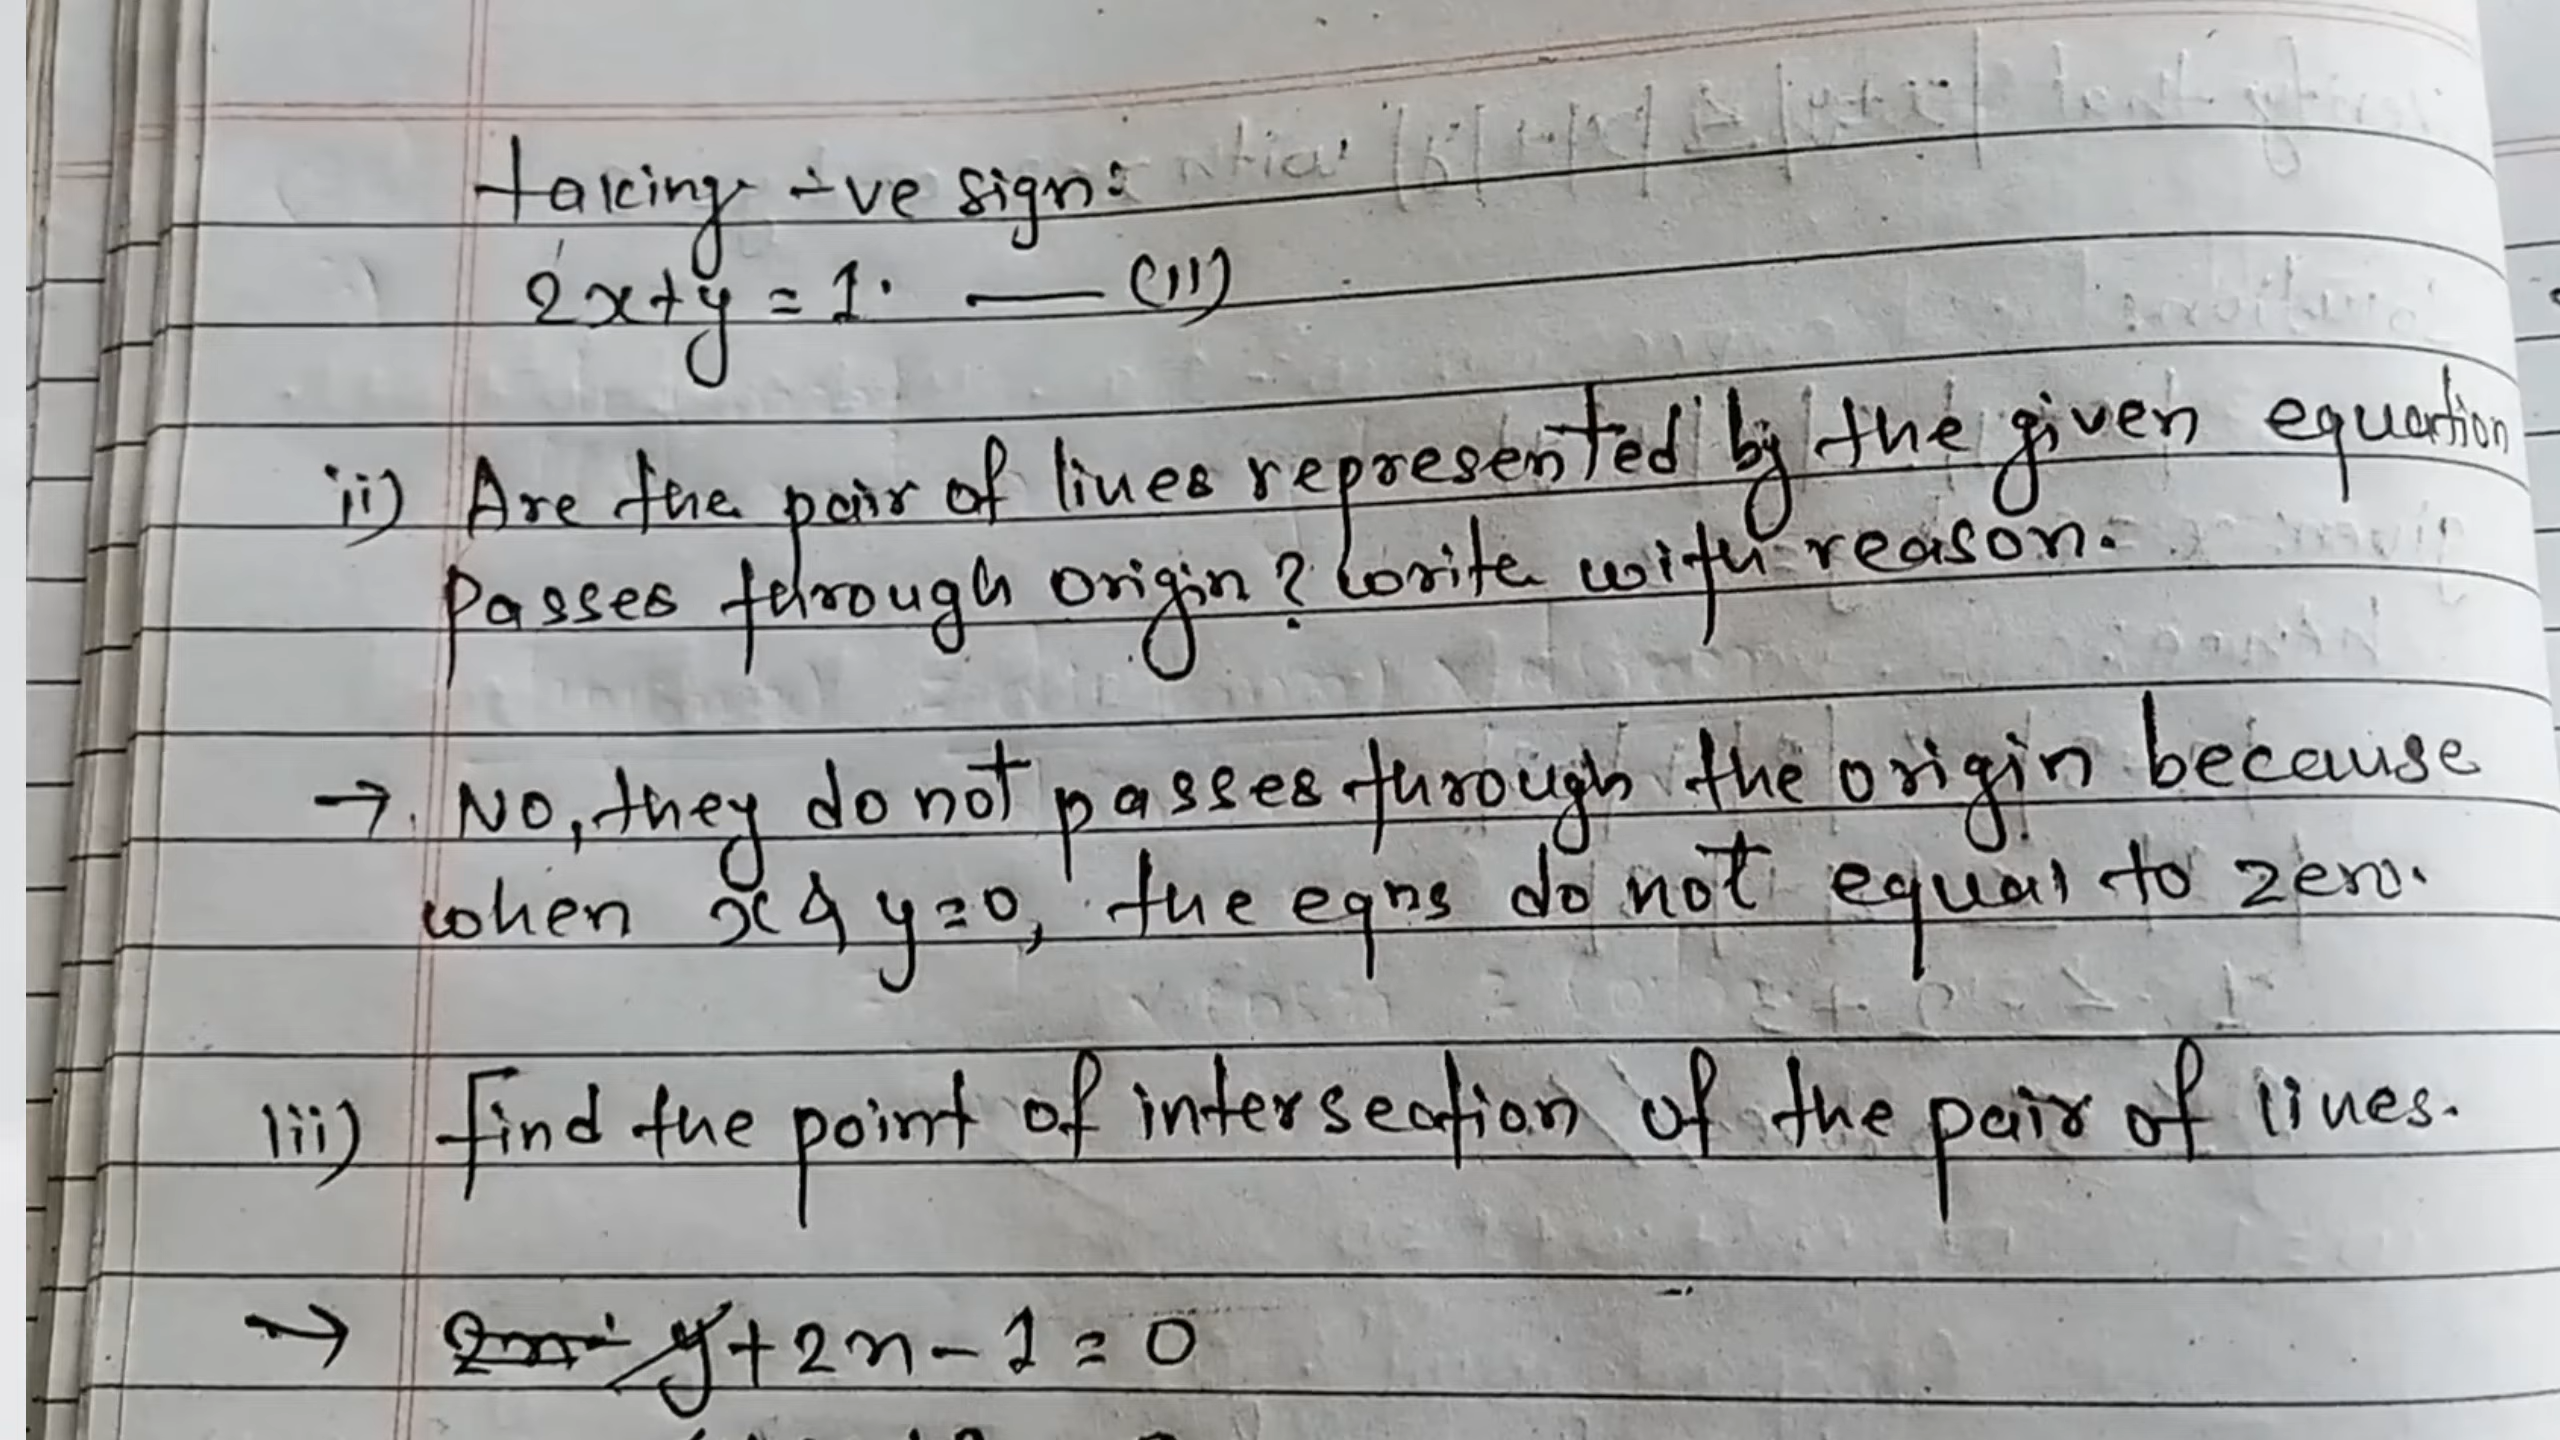 taking -ve sign:
2x+y = 1. — (11)
ii) Are the pair of lines represented by the given equation
passes through origin? Write with reason.
→ No, they do not passes through the origin because
when x & y=0, the eqns do not equal to zero.
iii) Find the point of intersection of the pair of lines.
→ y+2x-1=0